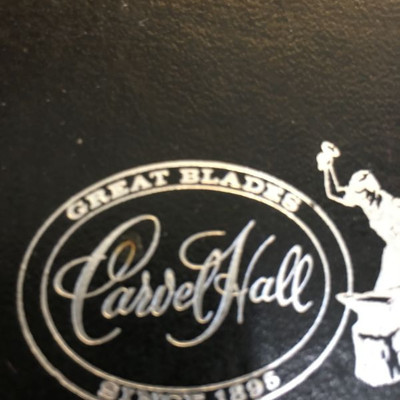 GREAT BLADES
Carvel Hall
SINCE 1895